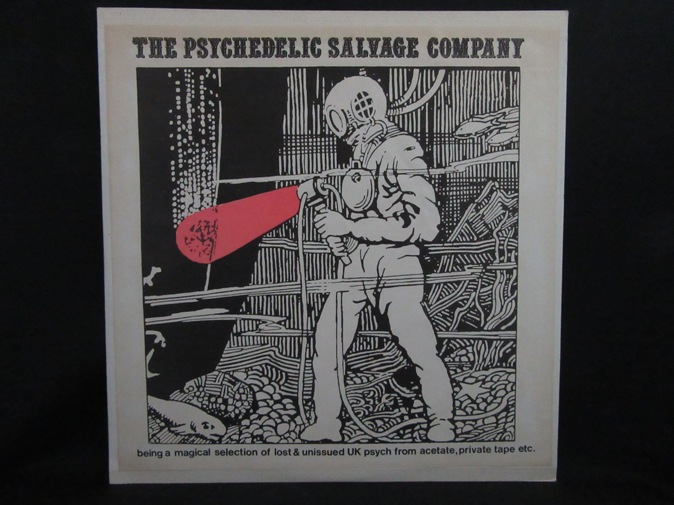 THE PSYCHEDELIC SALVAGE COMPANY
being a magical selection of lost & unissued UK psych from acetate, private tape etc.